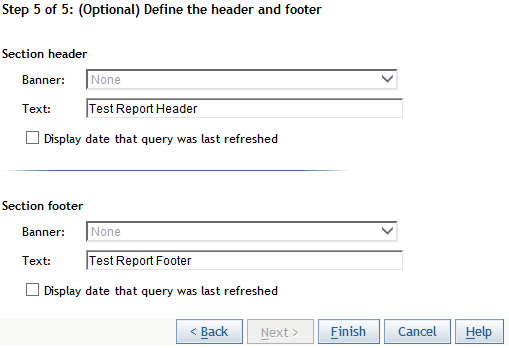 Step 5 of 5: (Optional) Define the header and footer
Section header
Banner: None
Text: Test Report Header
Display date that query was last refreshed
Section footer
Banner: None
Text: Test Report Footer
Display date that query was last refreshed
< Back Next > Finish Cancel Help